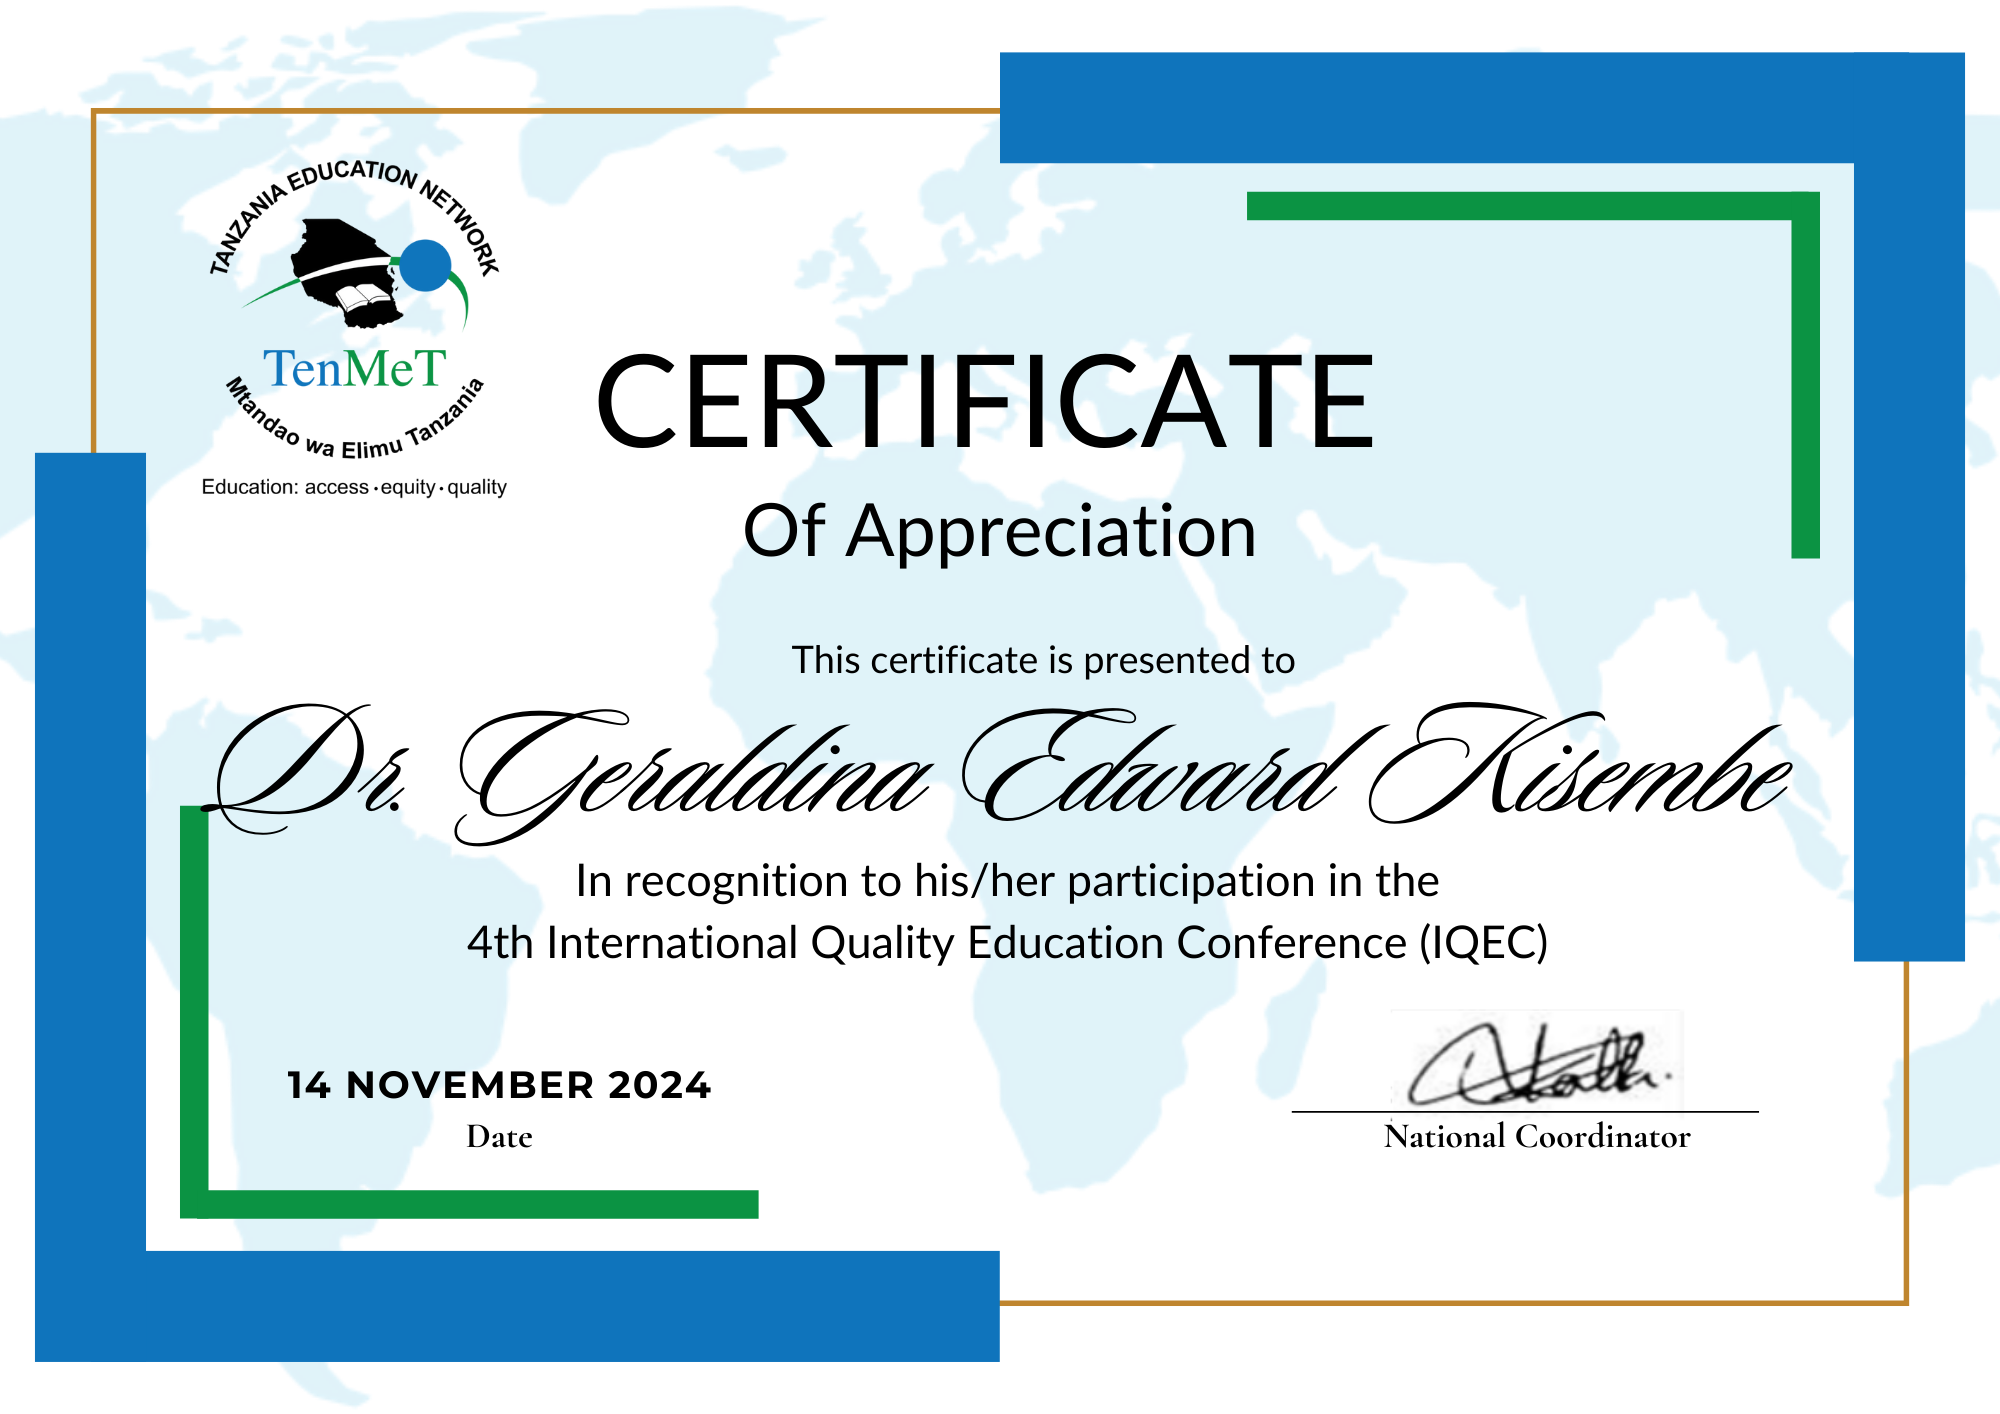 TANZANIA EDUCATION NETWORK
TenMeT
Mtandao wa Elimu Tanzania
Education: access • equity • quality
CERTIFICATE
Of Appreciation
This certificate is presented to
Dr. Geraldina Edward Kisembe
In recognition to his/her participation in the
4th International Quality Education Conference (IQEC)
14 NOVEMBER 2024
Date
National Coordinator